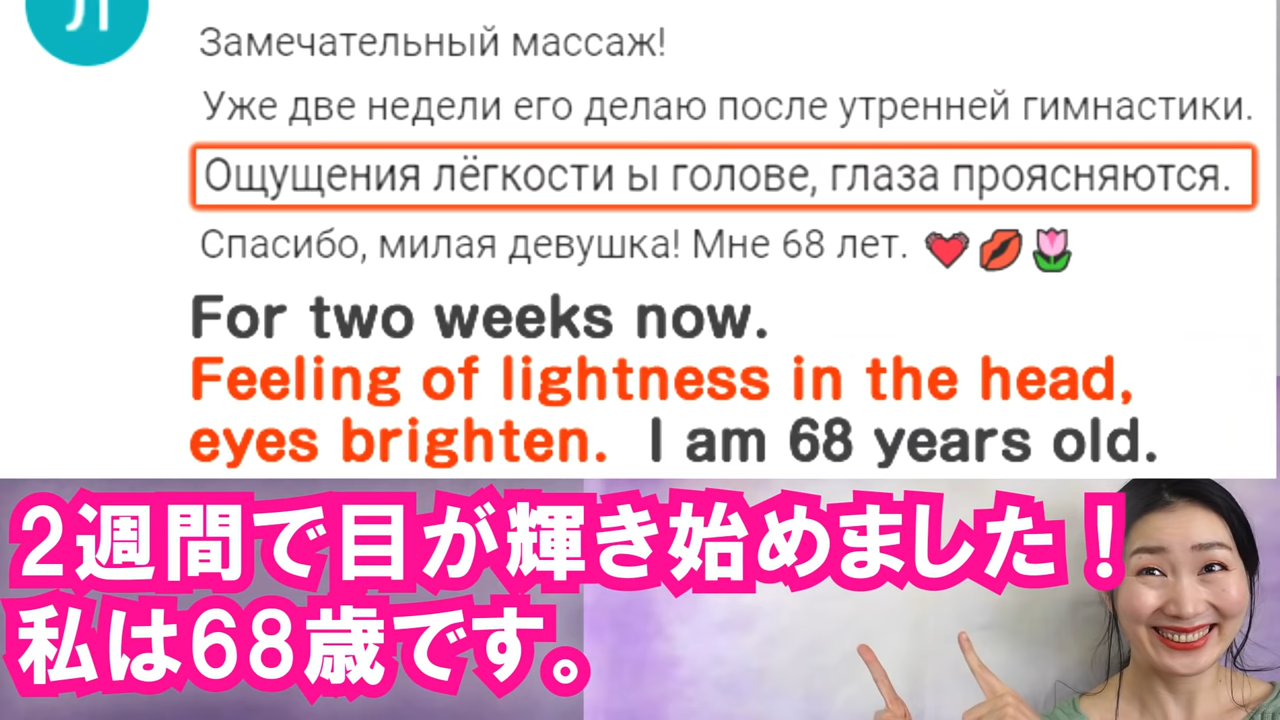 Л
Замечательный массаж!
Уже две недели его делаю после утренней гимнастики.
Ощущения лёгкости ы голове, глаза проясняются.
Спасибо, милая девушка! Мне 68 лет. 💓💋🌷
For two weeks now.
Feeling of lightness in the head,
eyes brighten. I am 68 years old.
2週間で目が輝き始めました！
私は68歳です。